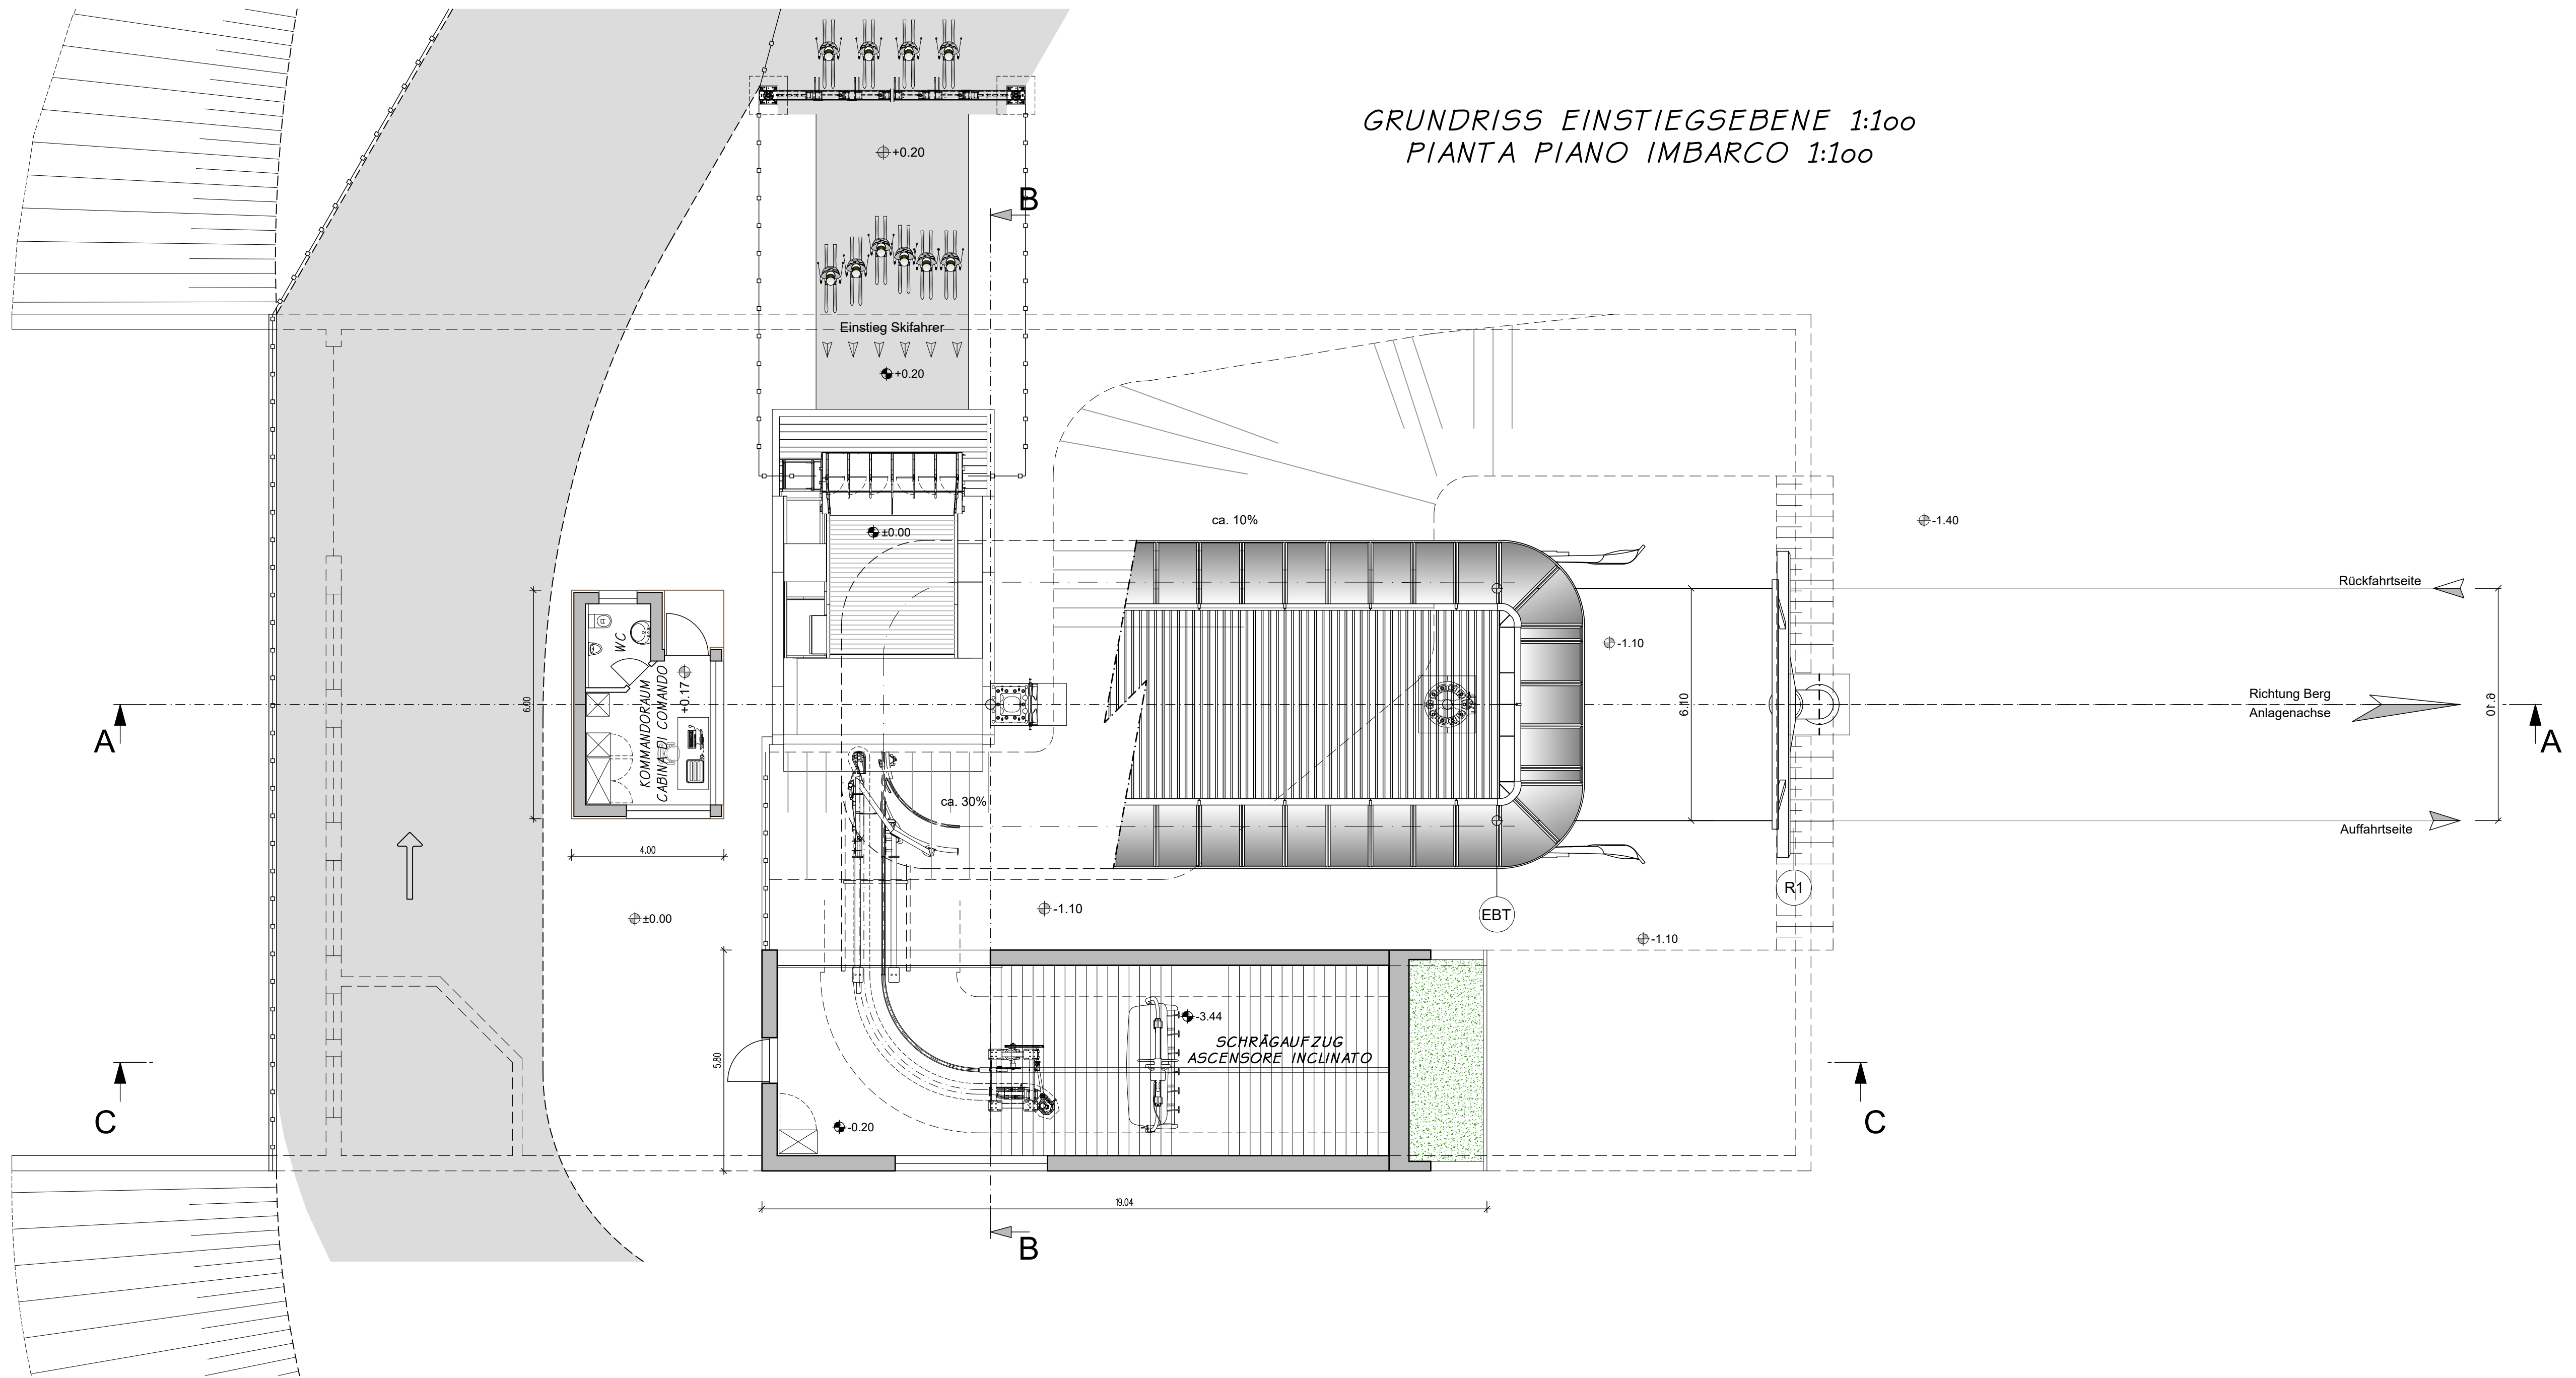 GRUNDRISS EINSTIEGSEBENE 1:100
PIANTA PIANO IMBARCO 1:100
+0.20
B
Einstieg Skifahrer
+0.20
ca. 10%
-1.40
±0.00
Rückfahrtseite
-1.10
WC
KOMMANDORAUM
CABINA DI COMANDO
+0.17
6.00
6.10
Richtung Berg
Anlagenachse
6.10
A
A
ca. 30%
Auffahrtseite
4.00
R1
EBT
±0.00
-1.10
-1.10
-3.44
SCHRÄGAUFZUG
ASCENSORE INCLINATO
5.80
C
C
-0.20
19.04
B